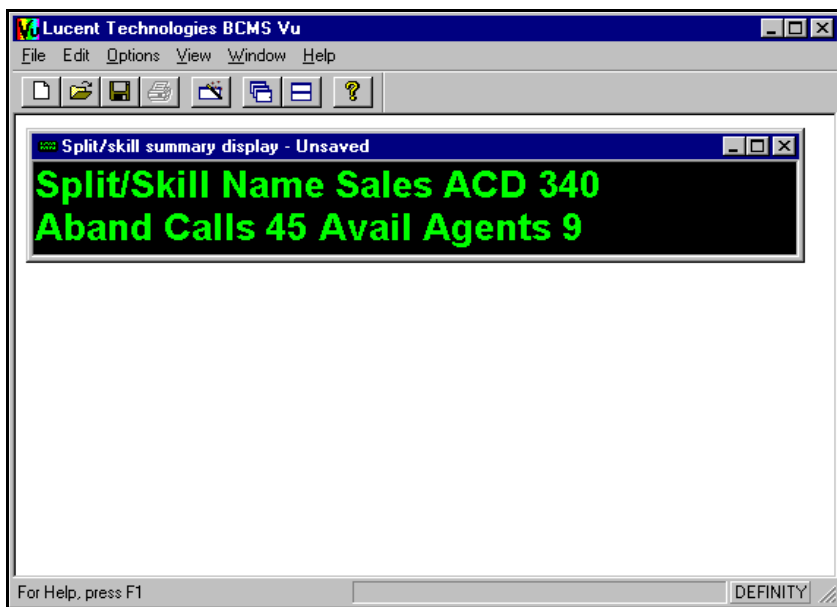 Lucent Technologies BCMS Vu
File Edit Options View Window Help
Split/skill summary display - Unsaved
Split/Skill Name Sales ACD 340
Aband Calls 45 Avail Agents 9
For Help, press F1
DEFINITY